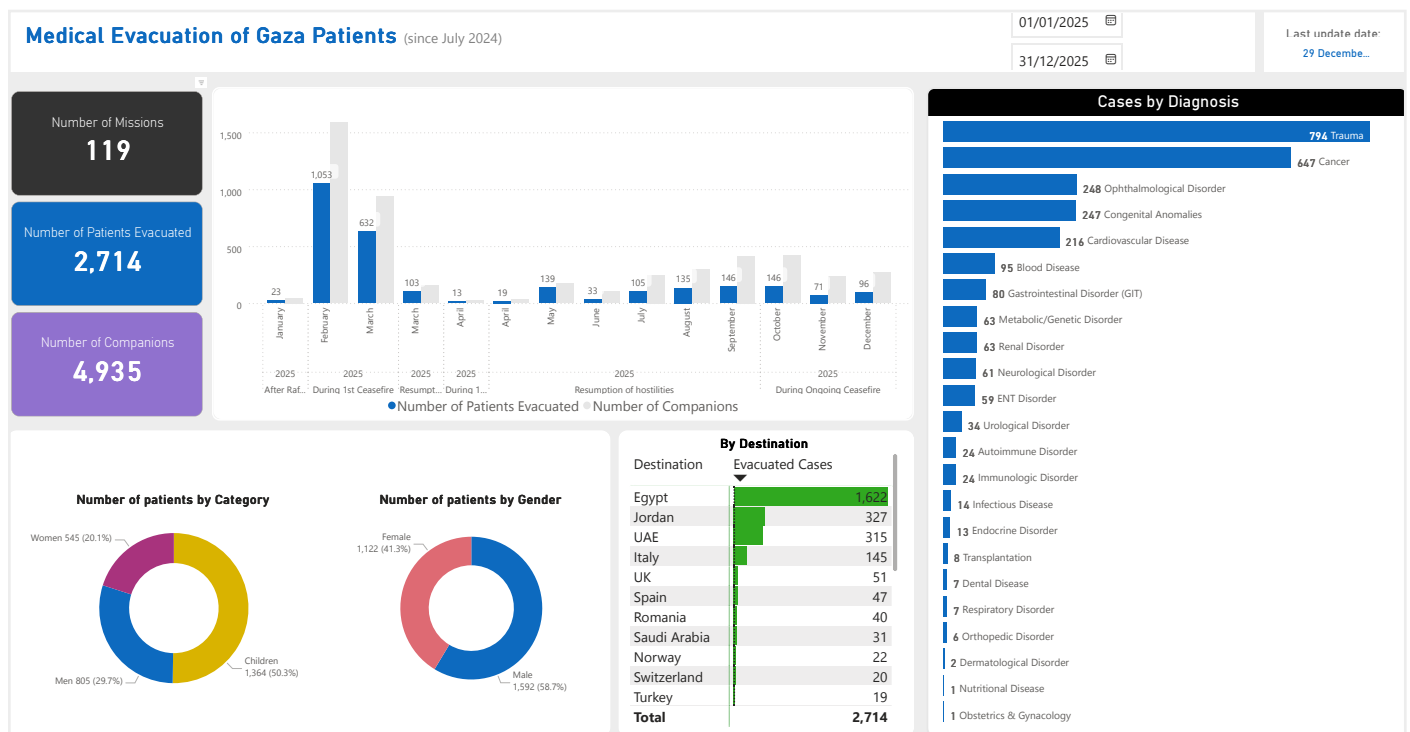 Medical Evacuation of Gaza Patients (since July 2024)
01/01/2025
31/12/2025
Last update date:
29 Decembe...
Number of Missions
119
Number of Patients Evacuated
2,714
Number of Companions
4,935
1,500
1,000
500
0
23
1,053
632
103
13
19
139
33
105
135
146
146
71
96
January
February
March
March
April
April
May
June
July
August
September
October
November
December
2025
2025
2025
2025
2025
2025
After Raf...
During 1st Ceasefire
Resumpt...
During 1...
Resumption of hostilities
During Ongoing Ceasefire
Number of Patients Evacuated
Number of Companions
Cases by Diagnosis
794 Trauma
647 Cancer
248 Ophthalmological Disorder
247 Congenital Anomalies
216 Cardiovascular Disease
95 Blood Disease
80 Gastrointestinal Disorder (GIT)
63 Metabolic/Genetic Disorder
63 Renal Disorder
61 Neurological Disorder
59 ENT Disorder
34 Urological Disorder
24 Autoimmune Disorder
24 Immunologic Disorder
14 Infectious Disease
13 Endocrine Disorder
8 Transplantation
7 Dental Disease
7 Respiratory Disorder
6 Orthopedic Disorder
2 Dermatological Disorder
1 Nutritional Disease
1 Obstetrics & Gynacology
Number of patients by Category
Women 545 (20.1%)
Men 805 (29.7%)
Children
1,364 (50.3%)
Number of patients by Gender
Female
1,122 (41.3%)
Male
1,592 (58.7%)
By Destination
Destination Evacuated Cases
Egypt 1,622
Jordan 327
UAE 315
Italy 145
UK 51
Spain 47
Romania 40
Saudi Arabia 31
Norway 22
Switzerland 20
Turkey 19
Total 2,714